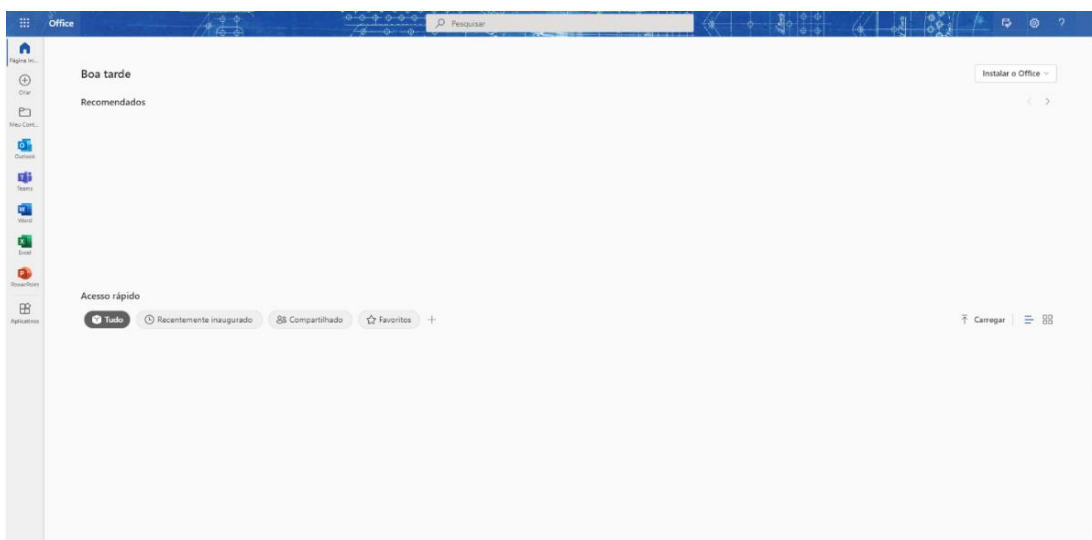 Office
Pesquisar
?
Página In...
Criar
Meu Cont...
Outlook
Teams
Word
Excel
PowerPoint
Aplicativos
Boa tarde
Instalar o Office
Recomendados
Acesso rápido
Tudo
Recentemente inaugurado
Compartilhado
Favoritos
Carregar